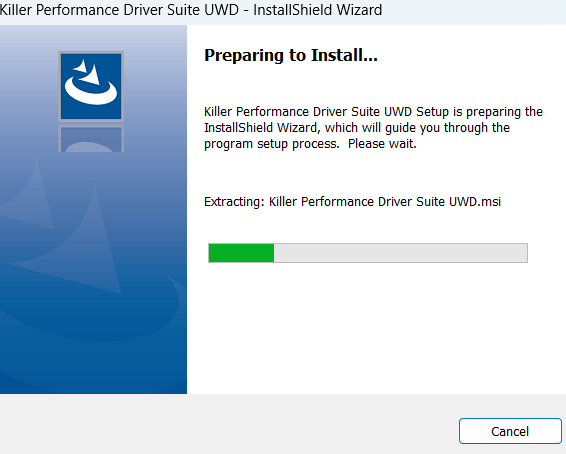 Killer Performance Driver Suite UWD - InstallShield Wizard
Preparing to Install...
Killer Performance Driver Suite UWD Setup is preparing the
InstallShield Wizard, which will guide you through the
program setup process.  Please wait.
Extracting: Killer Performance Driver Suite UWD.msi
Cancel